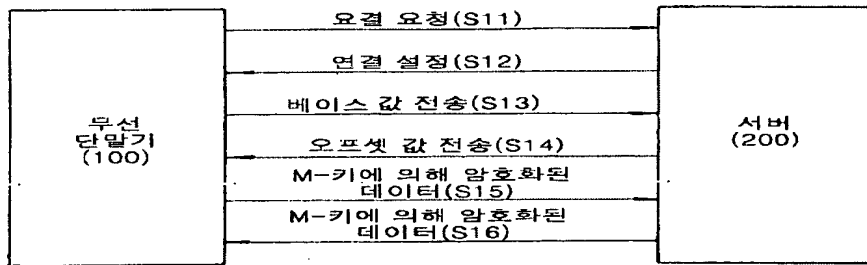 요결 요청(S11)
연결 설정(S12)
베이스 값 전송(S13)
무선
단말기
(100)
오프셋 값 전송(S14)
서버
(200)
M-키에 의해 암호화된
데이터(S15)
M-키에 의해 암호화된
데이터(S16)